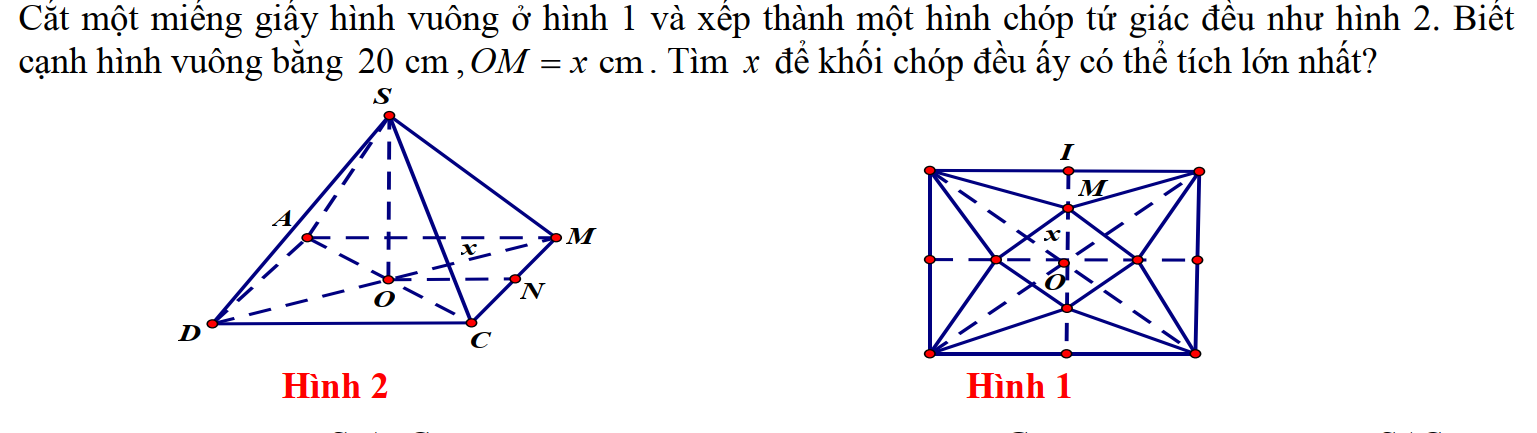 Cắt một miếng giấy hình vuông ở hình 1 và xếp thành một hình chóp tứ giác đều như hình 2. Biết
cạnh hình vuông bằng 20 cm , OM = x cm . Tìm x để khối chóp đều ấy có thể tích lớn nhất?
S
I
M
A
M
x
x
O
N
O
D
C
Hình 2
Hình 1